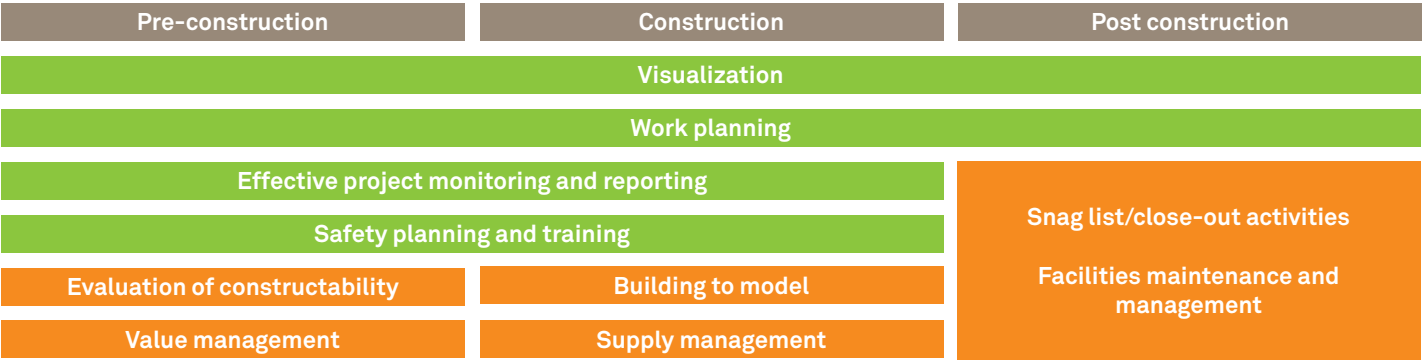 Pre-construction
Construction
Post construction
Visualization
Work planning
Effective project monitoring and reporting
Safety planning and training
Snag list/close-out activities
Evaluation of constructability
Building to model
Facilities maintenance and
management
Value management
Supply management